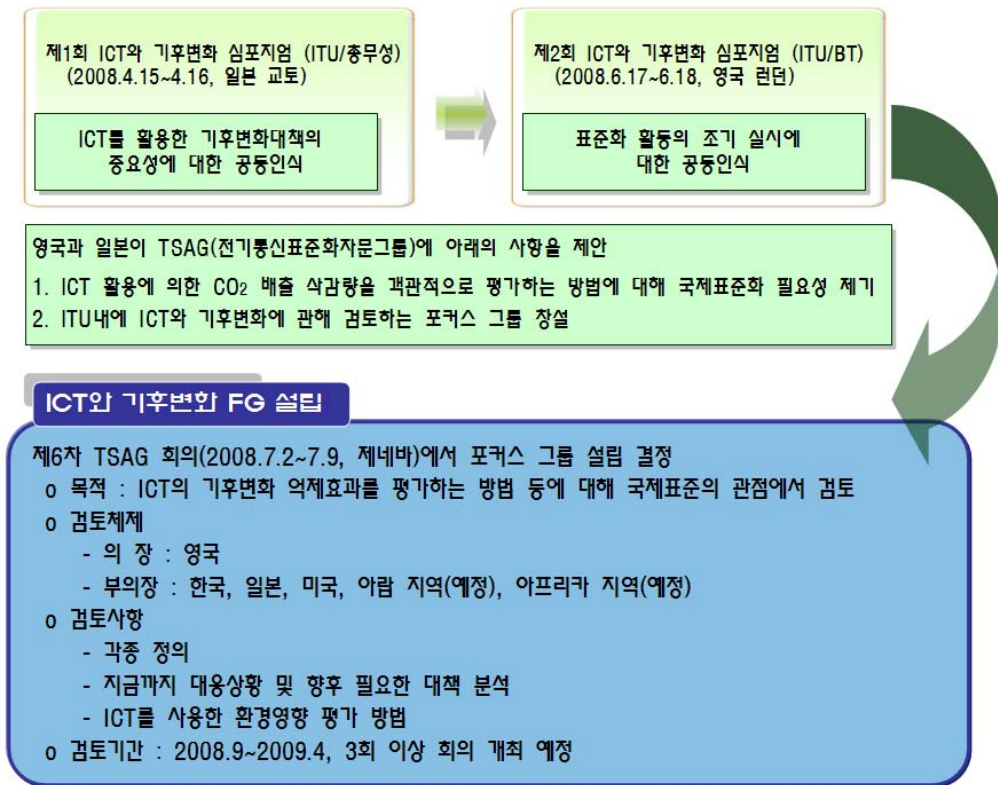 제1회 ICT와 기후변화 심포지엄 (ITU/총무성)
(2008.4.15~4.16, 일본 교토)
ICT를 활용한 기후변화대책의
중요성에 대한 공동인식
제2회 ICT와 기후변화 심포지엄 (ITU/BT)
(2008.6.17~6.18, 영국 런던)
표준화 활동의 조기 실시에
대한 공동인식
영국과 일본이 TSAG(전기통신표준화자문그룹)에 아래의 사항을 제안
1. ICT 활용에 의한 CO₂ 배출 삭감량을 객관적으로 평가하는 방법에 대해 국제표준화 필요성 제기
2. ITU내에 ICT와 기후변화에 관해 검토하는 포커스 그룹 창설
ICT와 기후변화 FG 설립
제6차 TSAG 회의(2008.7.2~7.9, 제네바)에서 포커스 그룹 설립 결정
o 목적 : ICT의 기후변화 억제효과를 평가하는 방법 등에 대해 국제표준의 관점에서 검토
o 검토체제
- 의 장 : 영국
- 부의장 : 한국, 일본, 미국, 아랍 지역(예정), 아프리카 지역(예정)
o 검토사항
- 각종 정의
- 지금까지 대응상황 및 향후 필요한 대책 분석
- ICT를 사용한 환경영향 평가 방법
o 검토기간 : 2008.9~2009.4, 3회 이상 회의 개최 예정